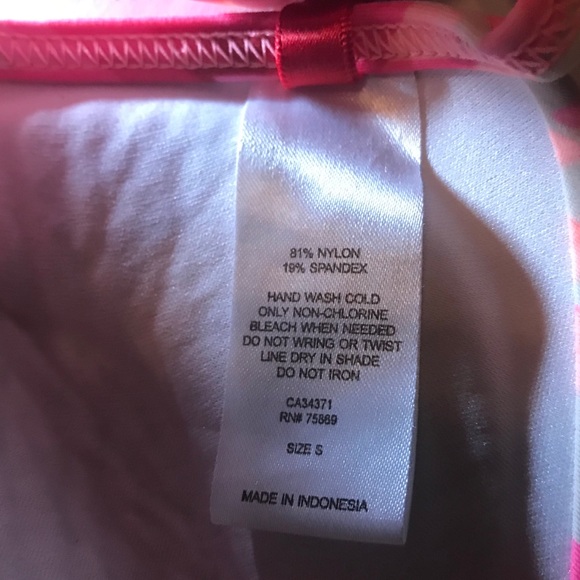 81% NYLON
19% SPANDEX
HAND WASH COLD
ONLY NON-CHLORINE
BLEACH WHEN NEEDED
DO NOT WRING OR TWIST
LINE DRY IN SHADE
DO NOT IRON
CA34371
RN# 75869
SIZE S
MADE IN INDONESIA